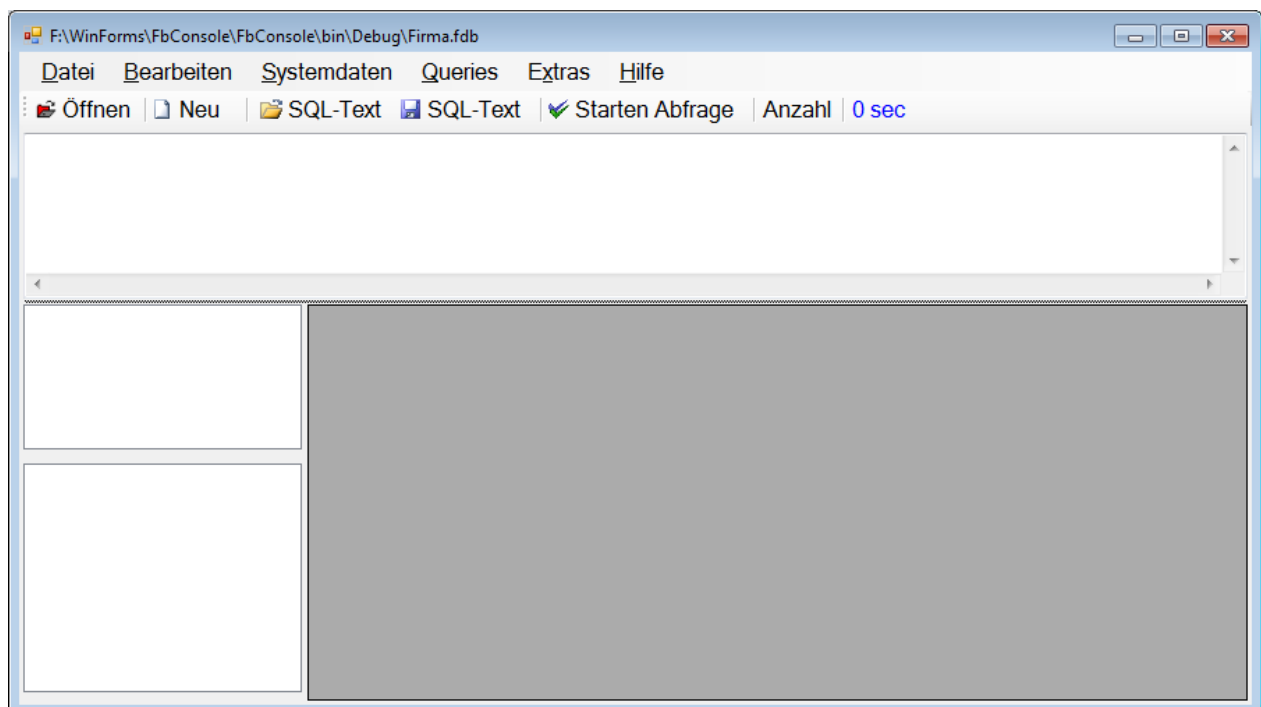 F:\WinForms\FbConsole\FbConsole\bin\Debug\Firma.fdb
Datei Bearbeiten Systemdaten Queries Extras Hilfe
Öffnen Neu SQL-Text SQL-Text Starten Abfrage Anzahl 0 sec